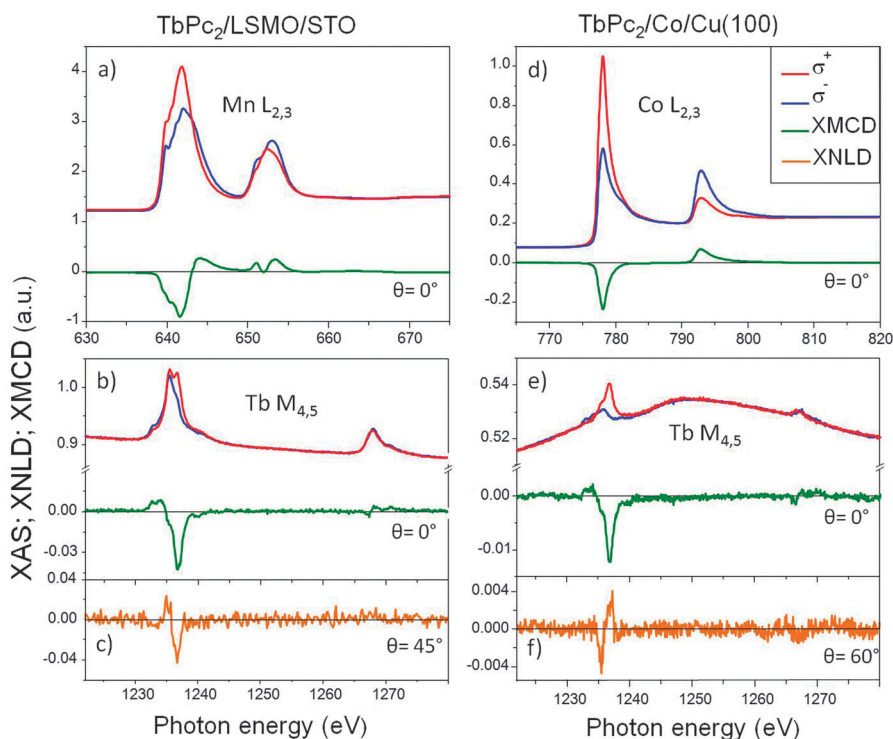 TbPc₂/LSMO/STO
TbPc₂/Co/Cu(100)
XAS; XNLD; XMCD (a.u.)
a)
Mn L₂,₃
4
3
2
1
0
-1
θ= 0°
630
640
650
660
670
b)
Tb M₄,₅
1.0
0.9
0.00
-0.03
θ= 0°
0.04
0.00
-0.04
c)
θ= 45°
1230
1240
1250
1260
1270
Photon energy (eV)
d)
Co L₂,₃
σ⁺
σ⁻
XMCD
XNLD
1.0
0.8
0.6
0.4
0.2
0.0
-0.2
θ= 0°
770
780
790
800
810
820
e)
Tb M₄,₅
0.54
0.52
0.00
-0.01
θ= 0°
0.004
0.000
-0.004
f)
θ= 60°
1230
1240
1250
1260
1270
Photon energy (eV)